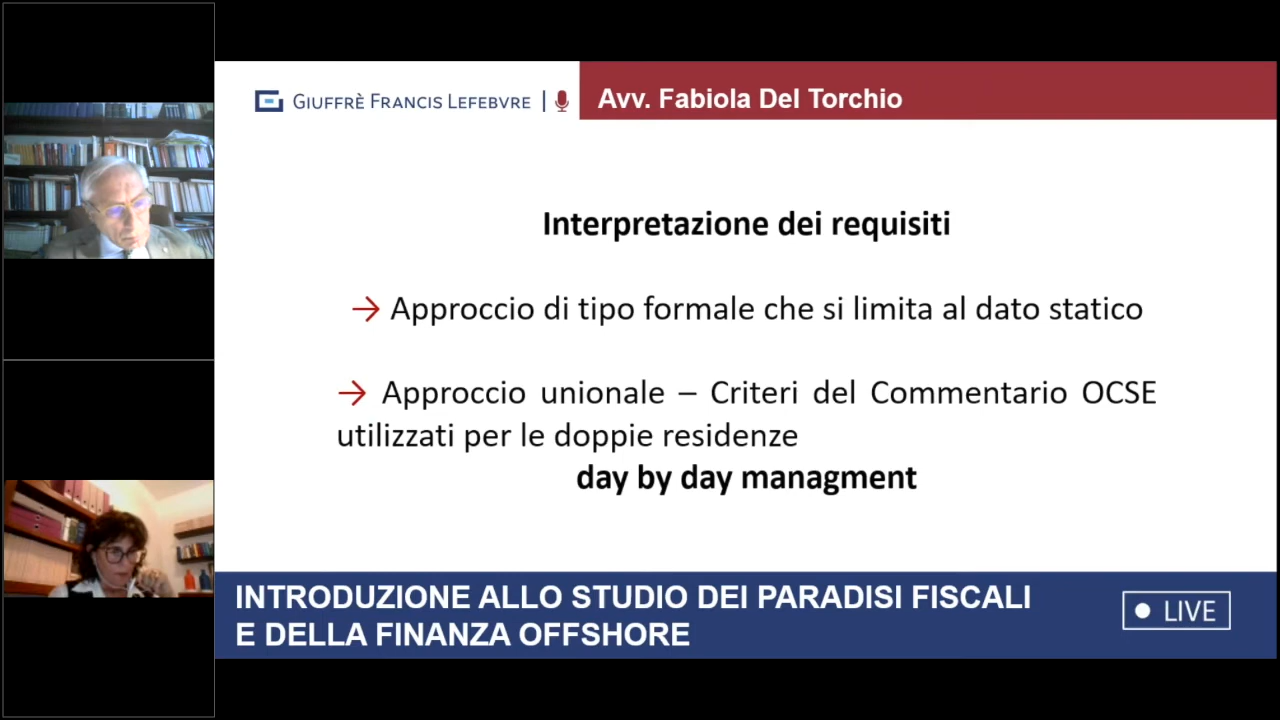 GIUFFRÈ FRANCIS LEFEBVRE
Avv. Fabiola Del Torchio
Interpretazione dei requisiti
→ Approccio di tipo formale che si limita al dato statico
→ Approccio unionale – Criteri del Commentario OCSE
utilizzati per le doppie residenze
day by day managment
INTRODUZIONE ALLO STUDIO DEI PARADISI FISCALI
E DELLA FINANZA OFFSHORE
LIVE